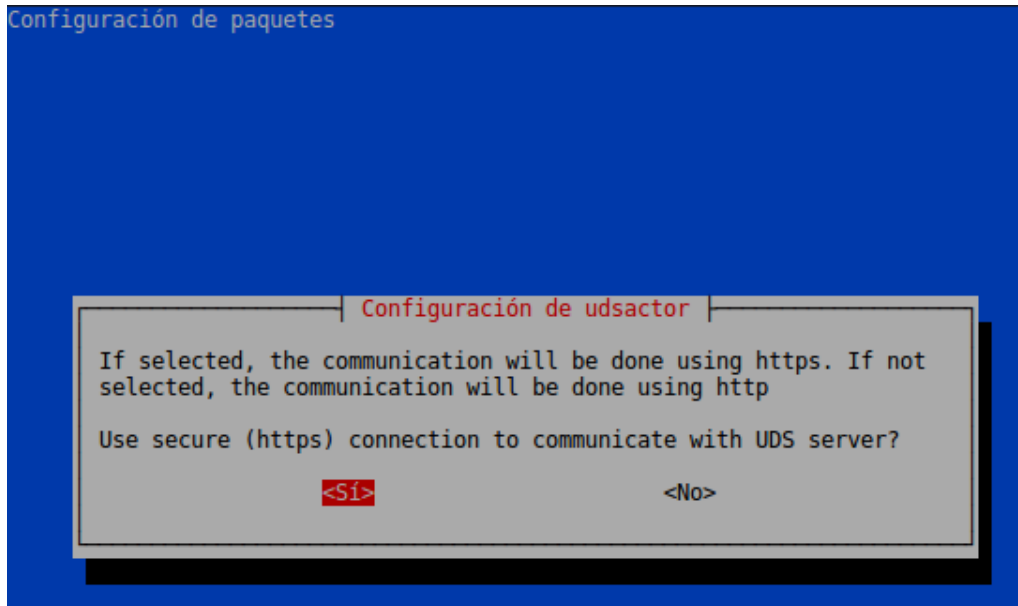 Configuración de paquetes
Configuración de udsactor
If selected, the communication will be done using https. If not
selected, the communication will be done using http
Use secure (https) connection to communicate with UDS server?
<Sí> <No>